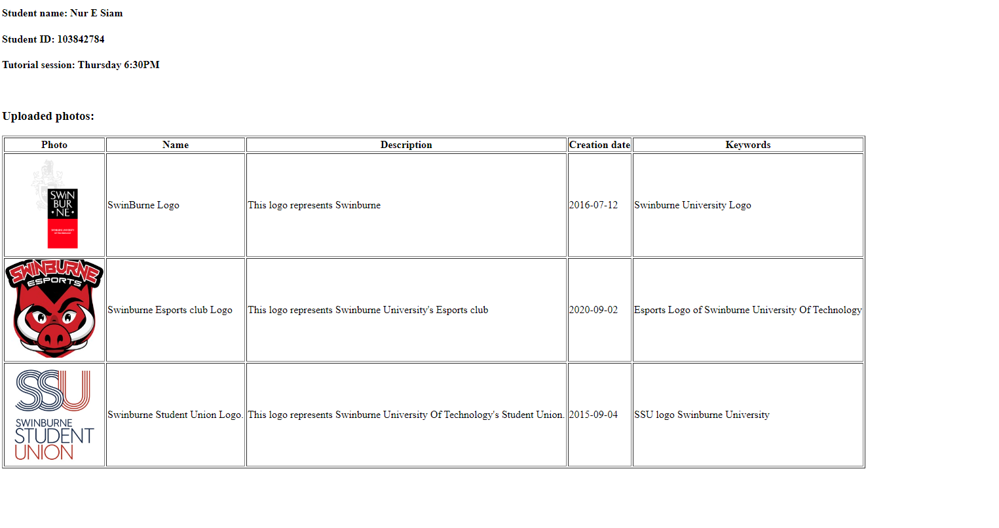 Student name: Nur E Siam
Student ID: 103842784
Tutorial session: Thursday 6:30PM
Uploaded photos:
Photo Name Description Creation date Keywords
SWIN
BUR
*NE*
SWINBURNE UNIVERSITY
OF TECHNOLOGY
SwinBurne Logo This logo represents Swinburne 2016-07-12 Swinburne University Logo
SWINBURNE
ESPORTS
Swinburne Esports club Logo This logo represents Swinburne University's Esports club 2020-09-02 Esports Logo of Swinburne University Of Technology
SSU
SWINBURNE
STUDENT
UNION
Swinburne Student Union Logo. This logo represents Swinburne University Of Technology's Student Union. 2015-09-04 SSU logo Swinburne University